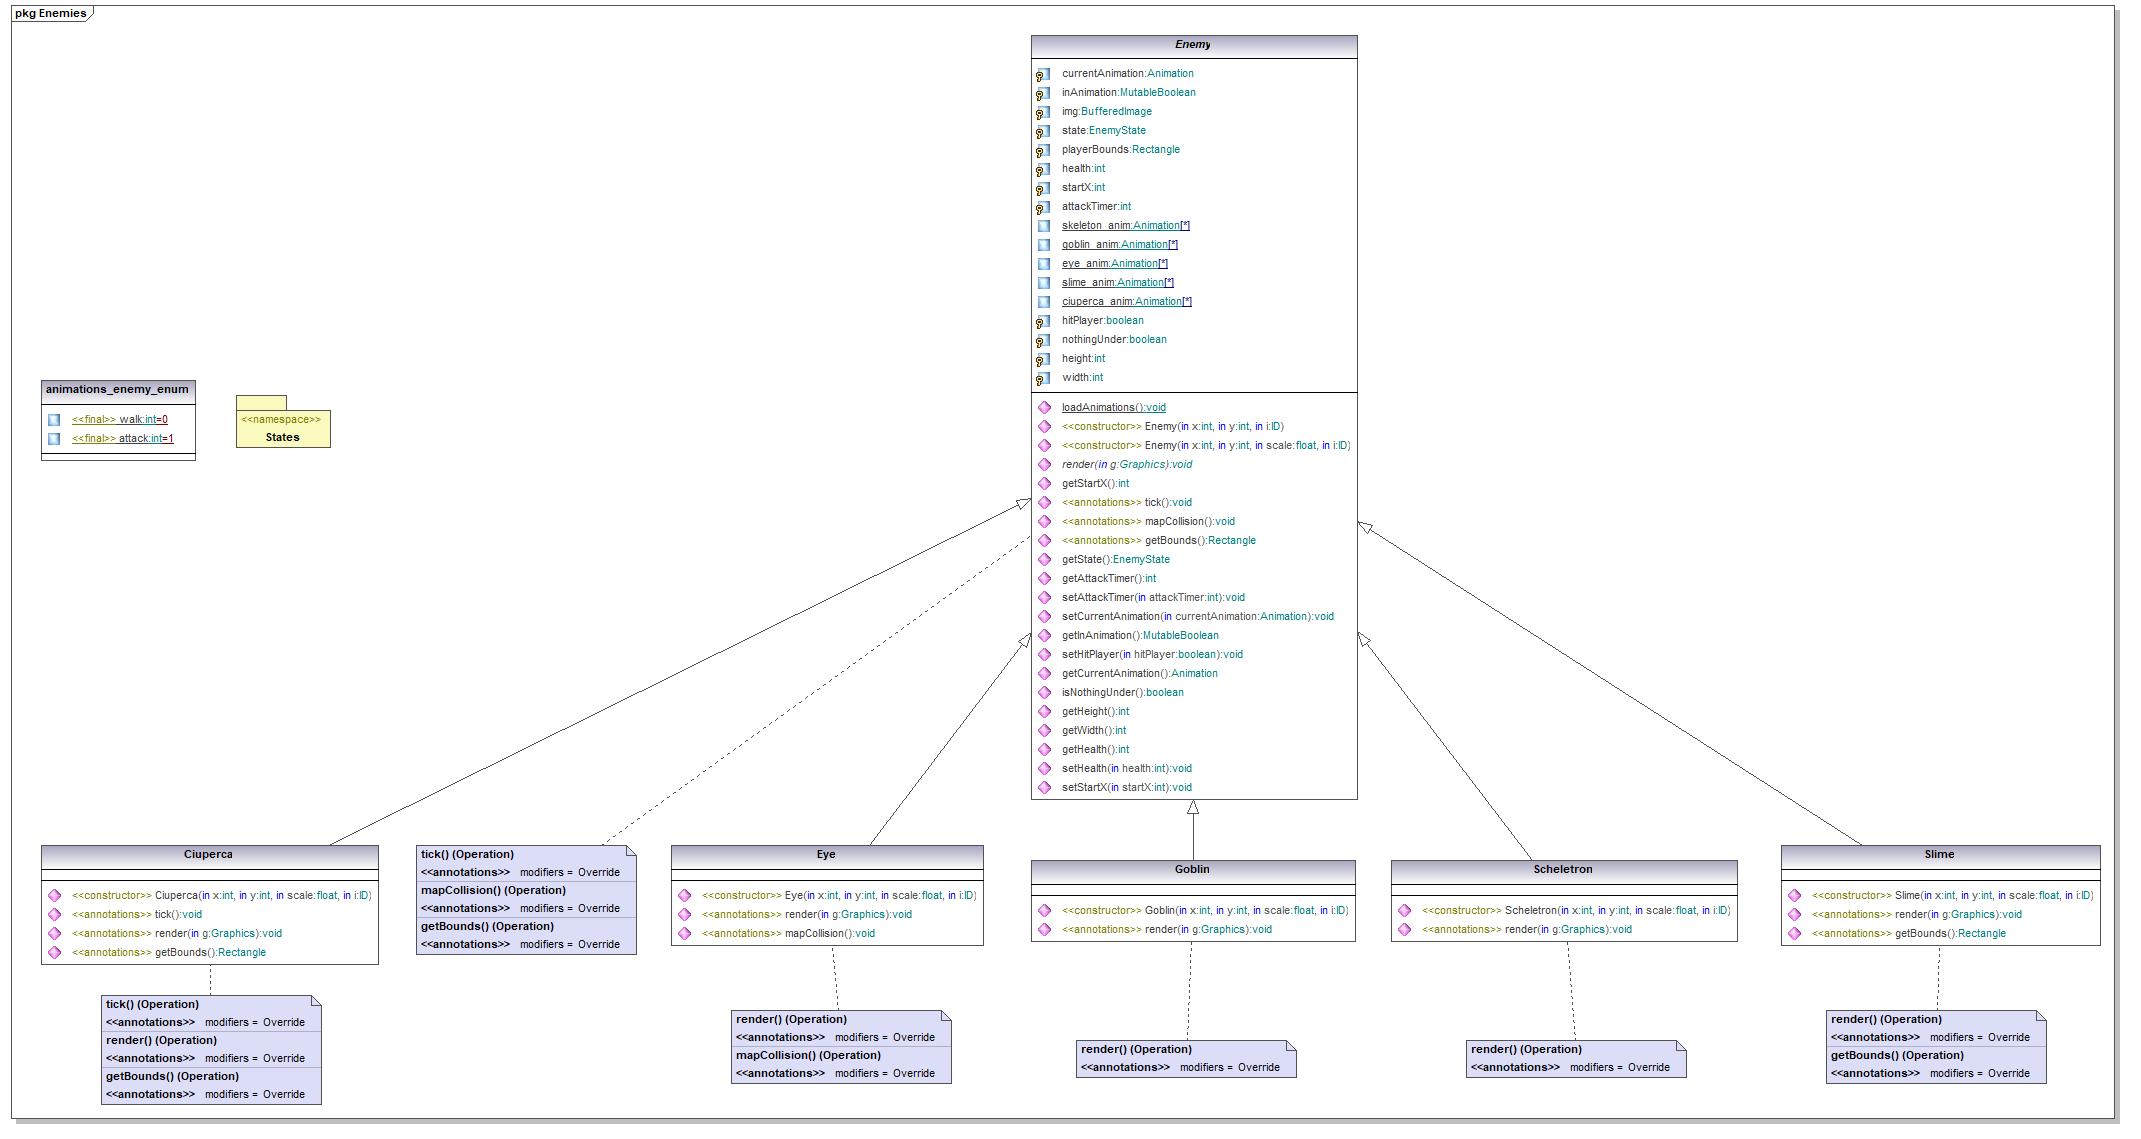 pkg Enemies
Enemy
currentAnimation:Animation
inAnimation:MutableBoolean
img:BufferedImage
state:EnemyState
playerBounds:Rectangle
health:int
startX:int
attackTimer:int
skeleton_anim:Animation[*]
goblin_anim:Animation[*]
eye_anim:Animation[*]
slime_anim:Animation[*]
ciuperca_anim:Animation[*]
hitPlayer:boolean
nothingUnder:boolean
height:int
width:int
loadAnimations():void
<<constructor>> Enemy(in x:int, in y:int, in i:ID)
<<constructor>> Enemy(in x:int, in y:int, in scale:float, in i:ID)
render(in g:Graphics):void
getStartX():int
<<annotations>> tick():void
<<annotations>> mapCollision():void
<<annotations>> getBounds():Rectangle
getState():EnemyState
getAttackTimer():int
setAttackTimer(in attackTimer:int):void
setCurrentAnimation(in currentAnimation:Animation):void
getInAnimation():MutableBoolean
setHitPlayer(in hitPlayer:boolean):void
getCurrentAnimation():Animation
isNothingUnder():boolean
getHeight():int
getWidth():int
getHealth():int
setHealth(in health:int):void
setStartX(in startX:int):void
animations_enemy_enum
<<final>> walk:int=0
<<final>> attack:int=1
<<namespace>>
States
Ciuperca
<<constructor>> Ciuperca(in x:int, in y:int, in scale:float, in i:ID)
<<annotations>> tick():void
<<annotations>> render(in g:Graphics):void
<<annotations>> getBounds():Rectangle
tick() (Operation)
<<annotations>> modifiers = Override
render() (Operation)
<<annotations>> modifiers = Override
getBounds() (Operation)
<<annotations>> modifiers = Override
tick() (Operation)
<<annotations>> modifiers = Override
mapCollision() (Operation)
<<annotations>> modifiers = Override
getBounds() (Operation)
<<annotations>> modifiers = Override
Eye
<<constructor>> Eye(in x:int, in y:int, in scale:float, in i:ID)
<<annotations>> render(in g:Graphics):void
<<annotations>> mapCollision():void
render() (Operation)
<<annotations>> modifiers = Override
mapCollision() (Operation)
<<annotations>> modifiers = Override
Goblin
<<constructor>> Goblin(in x:int, in y:int, in scale:float, in i:ID)
<<annotations>> render(in g:Graphics):void
render() (Operation)
<<annotations>> modifiers = Override
Scheletron
<<constructor>> Scheletron(in x:int, in y:int, in scale:float, in i:ID)
<<annotations>> render(in g:Graphics):void
render() (Operation)
<<annotations>> modifiers = Override
Slime
<<constructor>> Slime(in x:int, in y:int, in scale:float, in i:ID)
<<annotations>> render(in g:Graphics):void
<<annotations>> getBounds():Rectangle
render() (Operation)
<<annotations>> modifiers = Override
getBounds() (Operation)
<<annotations>> modifiers = Override